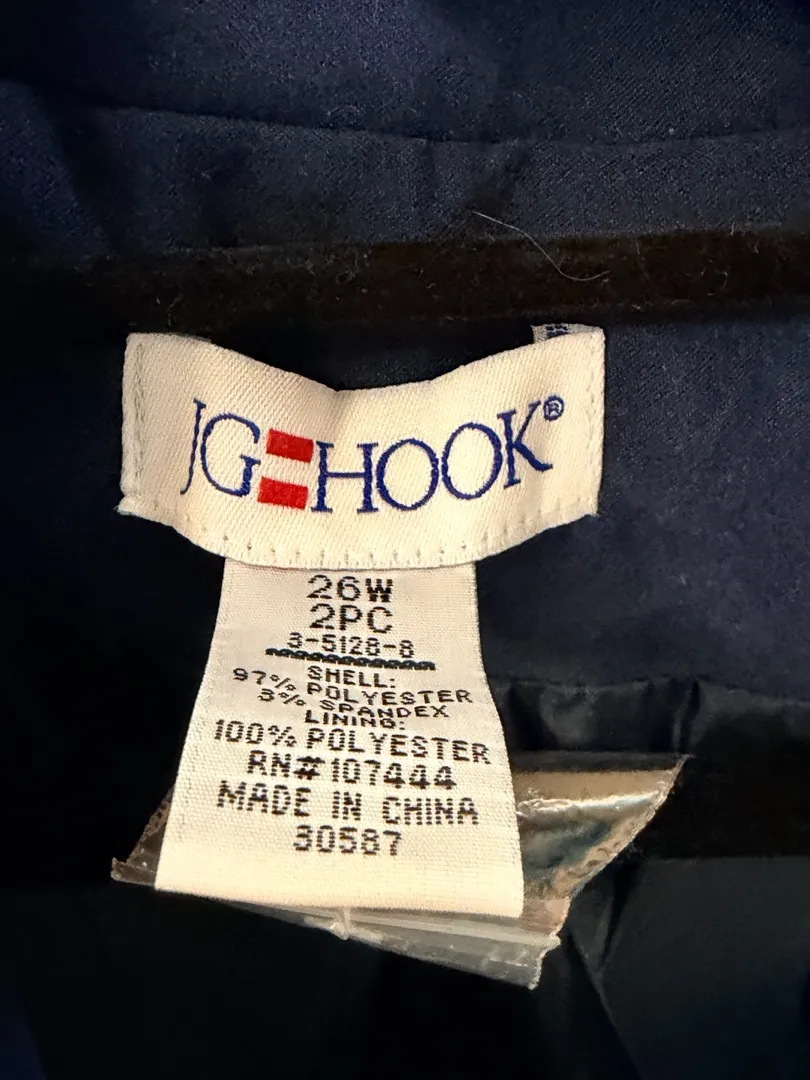 JG HOOK®
26W
2PC
3-5128-8
SHELL:
97% POLYESTER
3% SPANDEX
LINING:
100% POLYESTER
RN#107444
MADE IN CHINA
30587